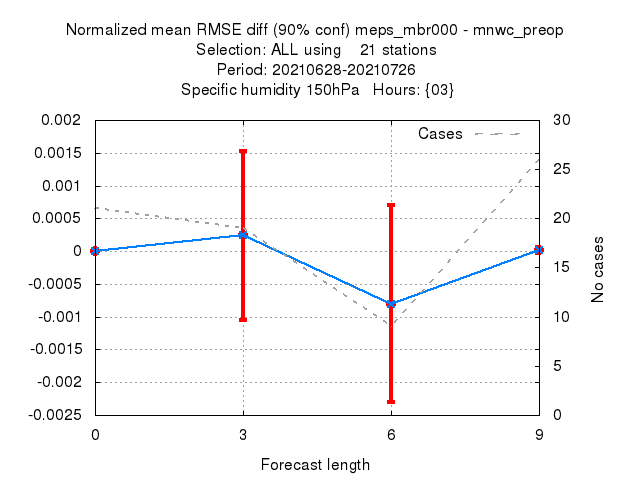 Normalized mean RMSE diff (90% conf) meps_mbr000 - mnwc_preop
Selection: ALL using    21 stations
Period: 20210628-20210726
Specific humidity 150hPa   Hours: {03}
Cases
0.002
0.0015
0.001
0.0005
0
-0.0005
-0.001
-0.0015
-0.002
-0.0025
30
25
20
15
10
5
0
No cases
0 3 6 9
Forecast length